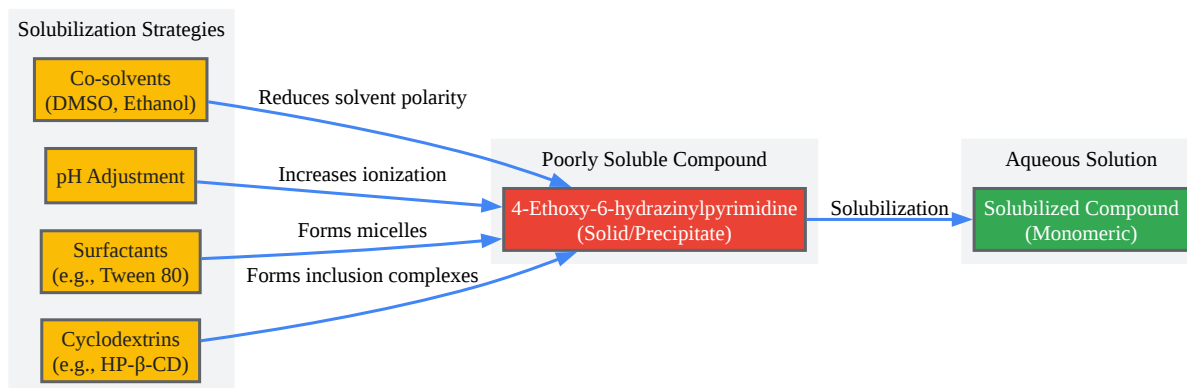 Solubilization Strategies
Co-solvents
(DMSO, Ethanol)
Reduces solvent polarity
pH Adjustment
Increases ionization
Surfactants
(e.g., Tween 80)
Forms micelles
Cyclodextrins
(e.g., HP-β-CD)
Forms inclusion complexes
Poorly Soluble Compound
4-Ethoxy-6-hydrazinylpyrimidine
(Solid/Precipitate)
Solubilization
Aqueous Solution
Solubilized Compound
(Monomeric)